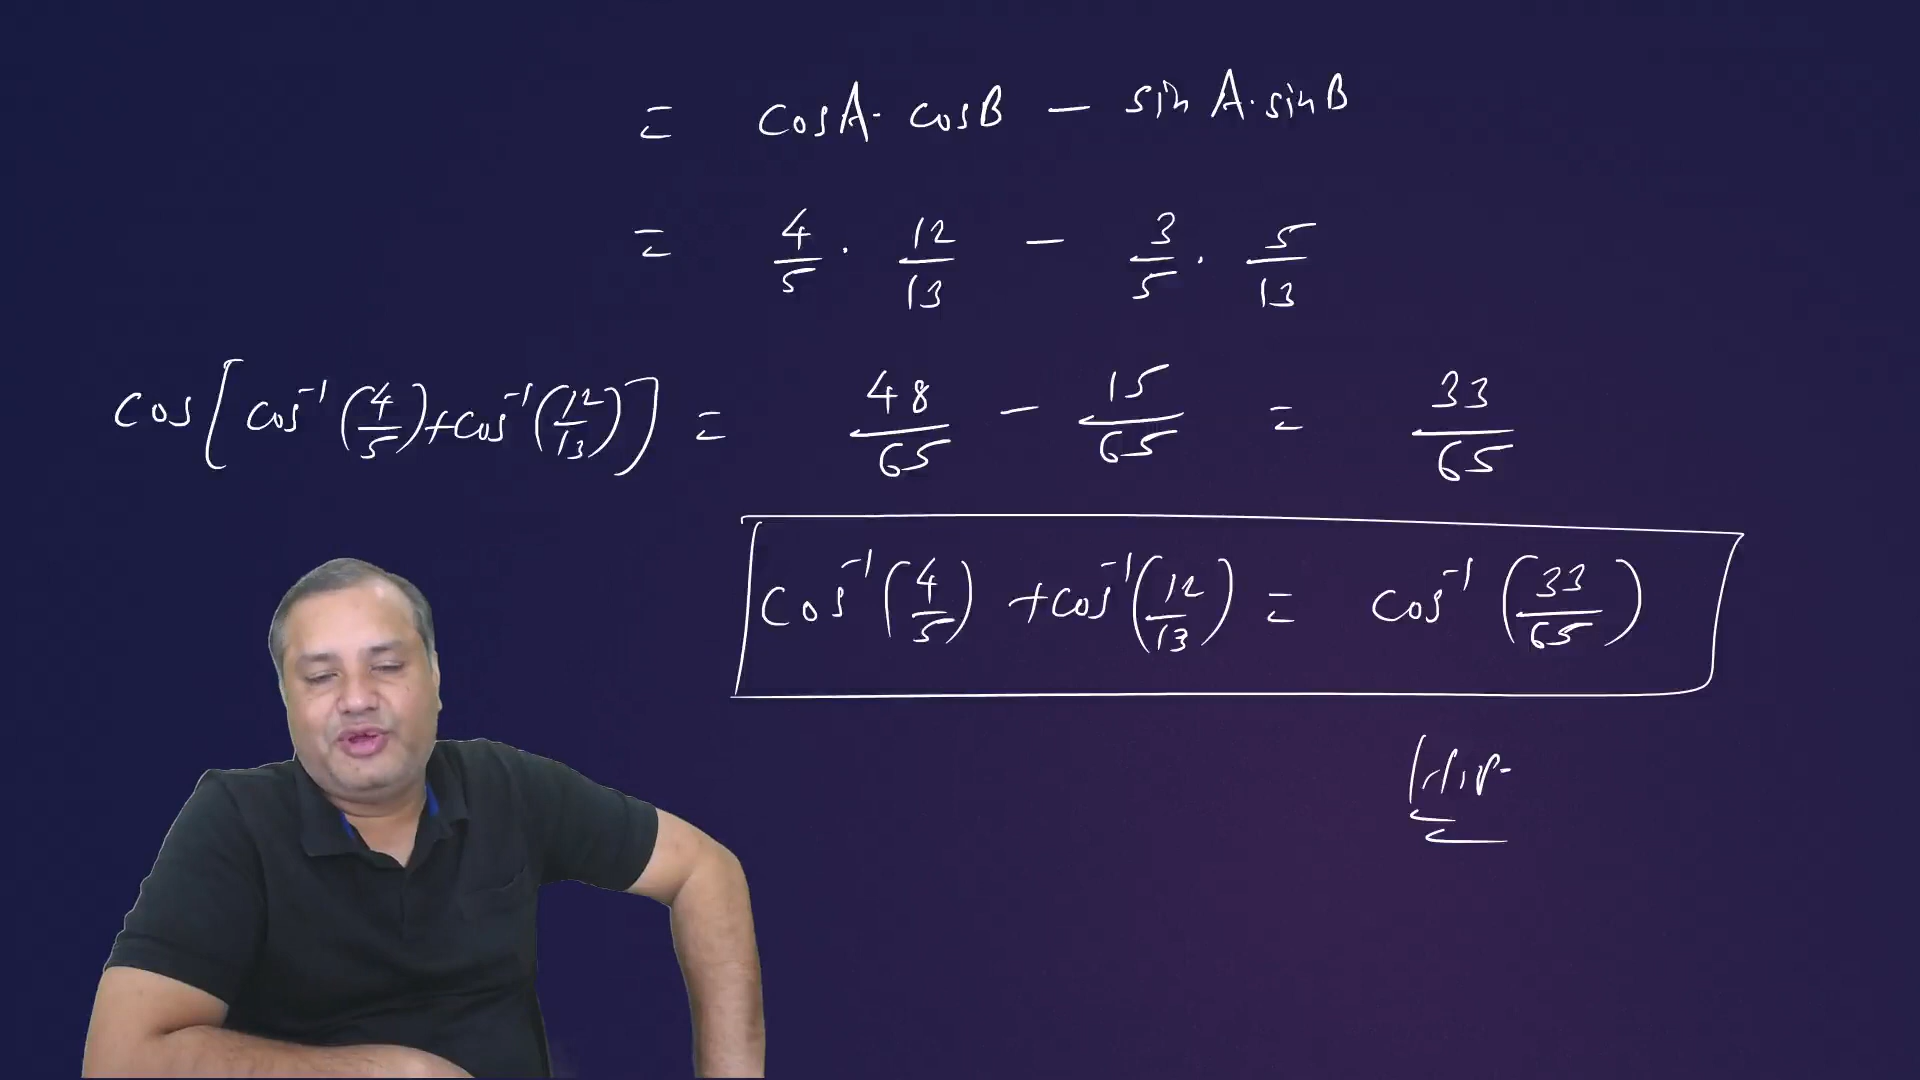 = cosA · cosB − sin A · sin B
= 4/5 · 12/13 − 3/5 · 5/13
cos[cos⁻¹(4/5)+cos⁻¹(12/13)] = 48/65 − 15/65 = 33/65
cos⁻¹(4/5) + cos⁻¹(12/13) = cos⁻¹(33/65)